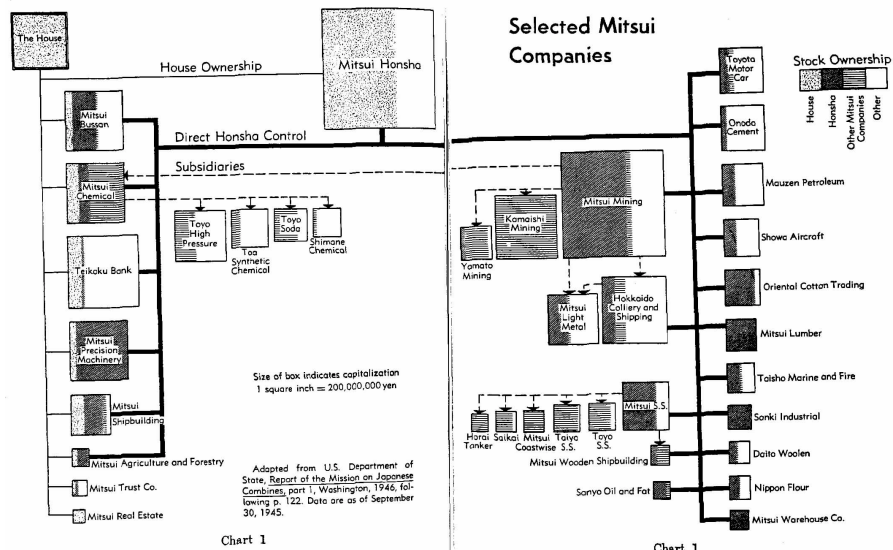 The House
House Ownership
Mitsui Honsha
Mitsui
Bussan
Direct Honsha Control
Subsidiaries
Mitsui
Chemical
Toyo
High
Pressure
Toa
Synthetic
Chemical
Toyo
Soda
Shimane
Chemical
Teikoku Bank
Mitsui
Precision
Machinery
Mitsui
Shipbuilding
Mitsui Agriculture and Forestry
Mitsui Trust Co.
Mitsui Real Estate
Size of box indicates capitalization
1 square inch = 200,000,000 yen
Adapted from U.S. Department of
State, Report of the Mission on Japanese
Combines, part 1, Washington, 1946, fol-
lowing p. 122. Data are as of September
30, 1945.
Chart 1
Selected Mitsui
Companies
Stock Ownership
House
Honsha
Other Mitsui
Companies
Other
Toyota
Motor
Car
Onoda
Cement
Mitsui Mining
Kamaishi
Mining
Yamato
Mining
Mauzen Petroleum
Showa Aircraft
Mitsui
Light
Metal
Hokkaido
Colliery and
Shipping
Oriental Cotton Trading
Mitsui Lumber
Taisho Marine and Fire
Mitsui S.S.
Horai
Tanker
Saikai
Mitsui
Coastwise
Taiyo
S.S.
Toyo
S.S.
Sanki Industrial
Mitsui Wooden Shipbuilding
Daito Woolen
Sanyo Oil and Fat
Nippon Flour
Mitsui Warehouse Co.
Chart 1